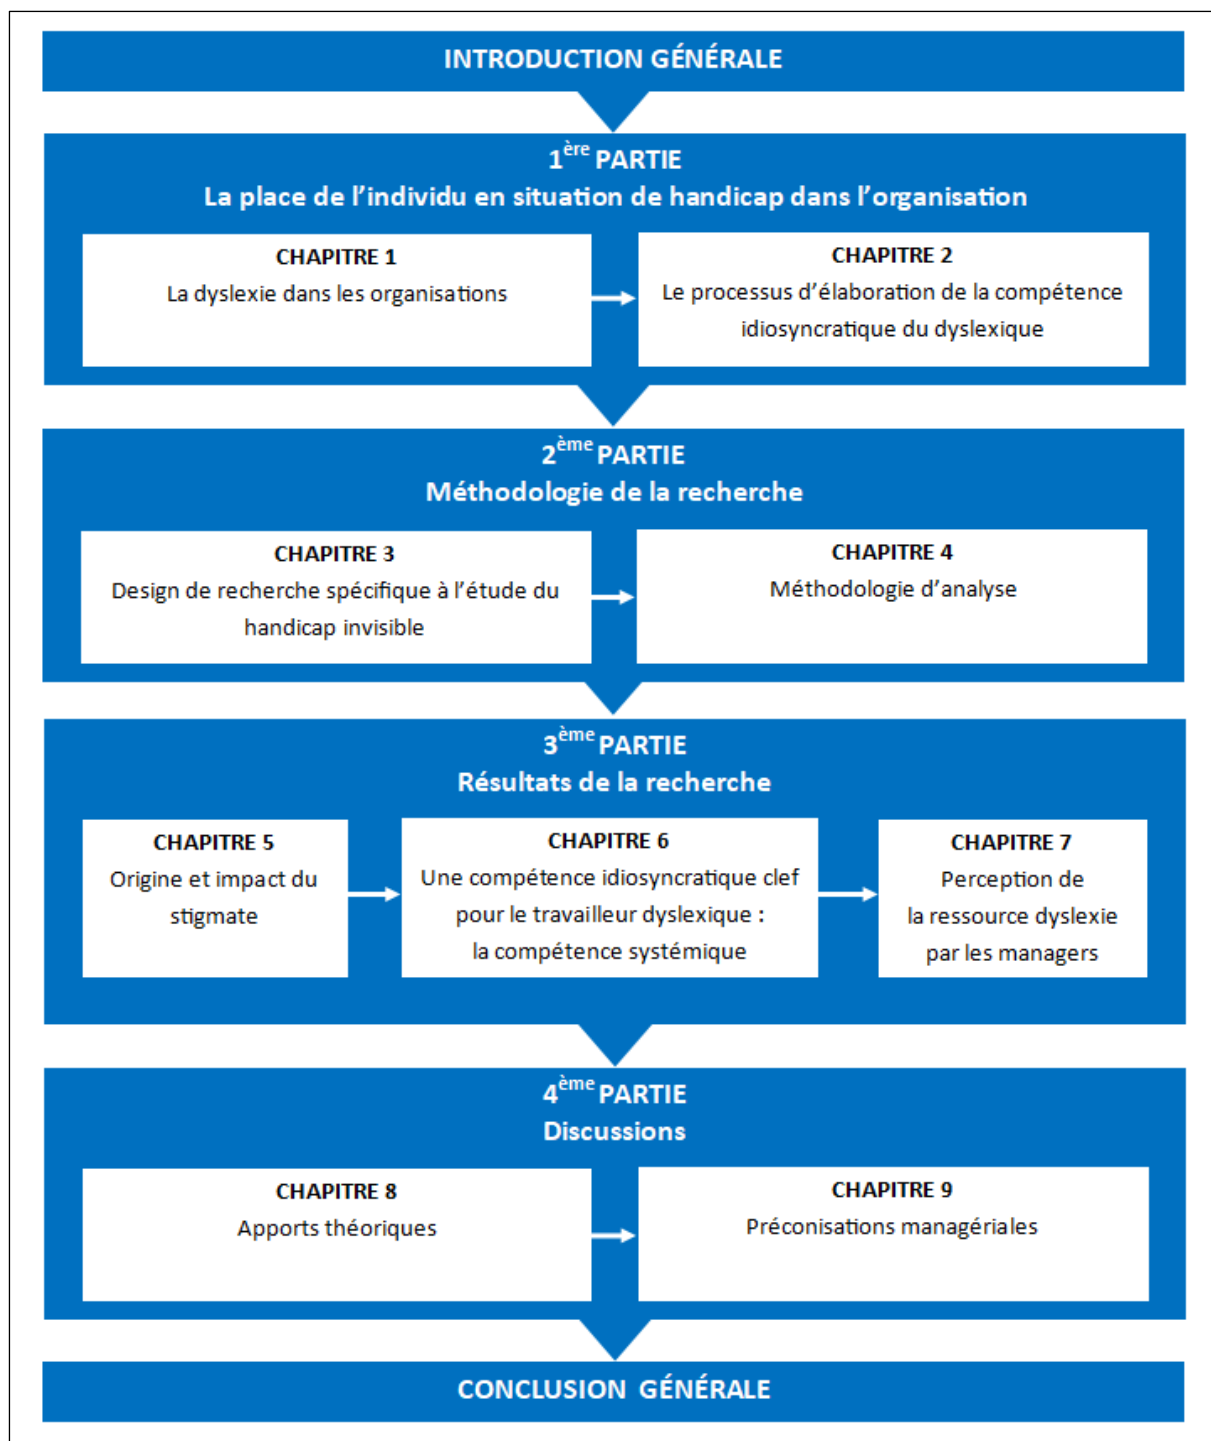 INTRODUCTION GÉNÉRALE
1ère PARTIE
La place de l'individu en situation de handicap dans l'organisation
CHAPITRE 1
La dyslexie dans les organisations
CHAPITRE 2
Le processus d'élaboration de la compétence
idiosyncratique du dyslexique
2ème PARTIE
Méthodologie de la recherche
CHAPITRE 3
Design de recherche spécifique à l'étude du
handicap invisible
CHAPITRE 4
Méthodologie d'analyse
3ème PARTIE
Résultats de la recherche
CHAPITRE 5
Origine et impact du
stigmate
CHAPITRE 6
Une compétence idiosyncratique clef
pour le travailleur dyslexique :
la compétence systémique
CHAPITRE 7
Perception de
la ressource dyslexie
par les managers
4ème PARTIE
Discussions
CHAPITRE 8
Apports théoriques
CHAPITRE 9
Préconisations managériales
CONCLUSION GÉNÉRALE